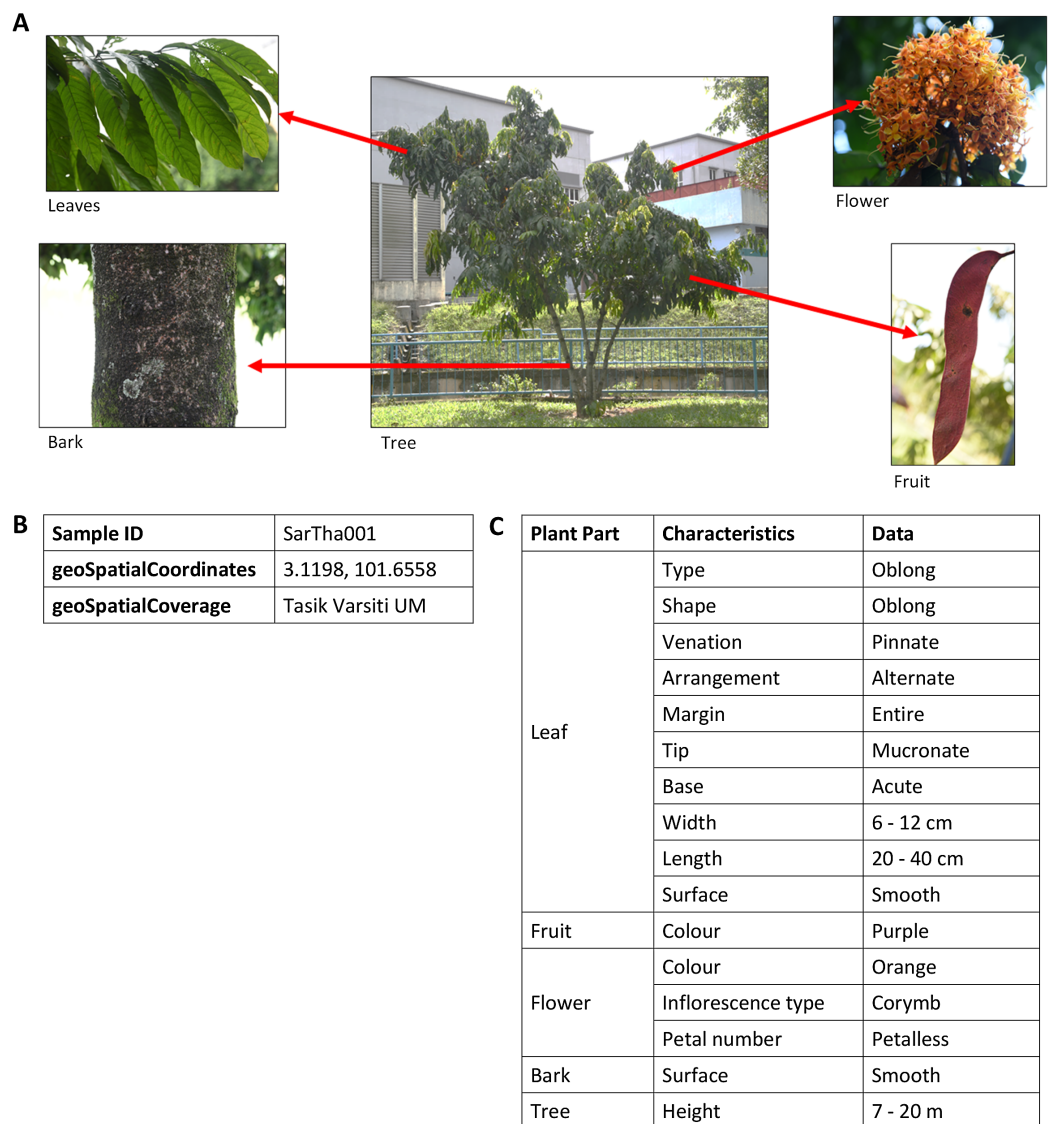 A
Leaves
Bark
Tree
Flower
Fruit
B
Sample ID SarTha001
geoSpatialCoordinates 3.1198, 101.6558
geoSpatialCoverage Tasik Varsiti UM
C
Plant Part Characteristics Data
Leaf
Type Oblong
Shape Oblong
Venation Pinnate
Arrangement Alternate
Margin Entire
Tip Mucronate
Base Acute
Width 6 - 12 cm
Length 20 - 40 cm
Surface Smooth
Fruit Colour Purple
Flower
Colour Orange
Inflorescence type Corymb
Petal number Petalless
Bark Surface Smooth
Tree Height 7 - 20 m